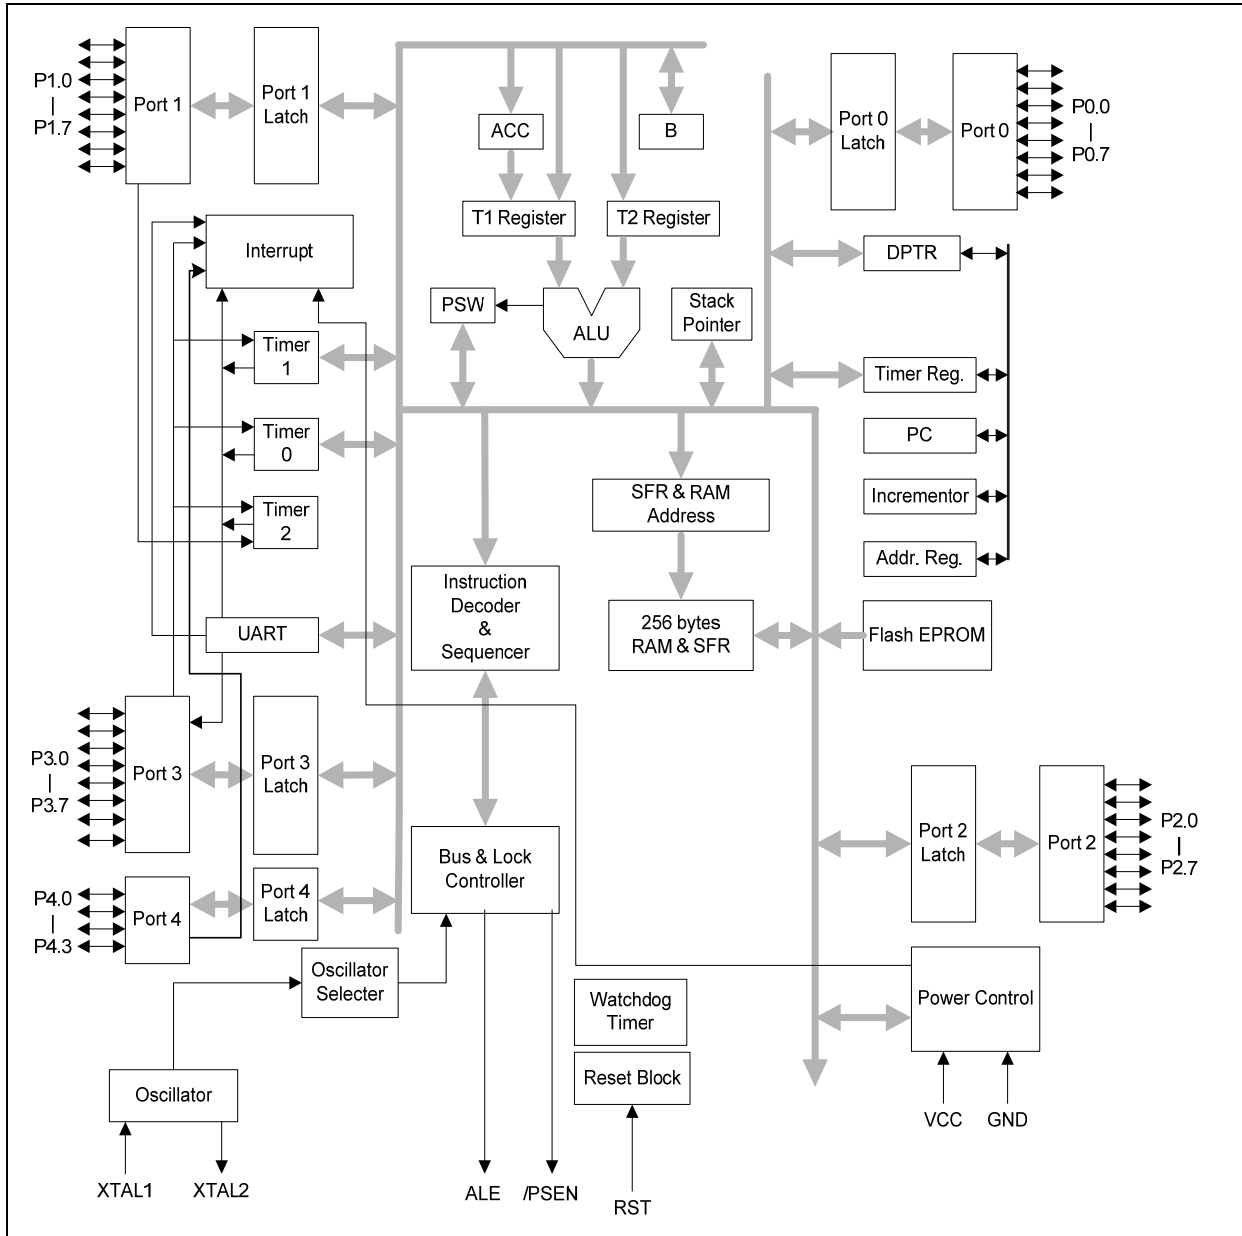 P1.0
|
P1.7
Port 1
Port 1
Latch
ACC
B
Port 0
Latch
Port 0
P0.0
|
P0.7
T1 Register
T2 Register
Interrupt
DPTR
PSW
ALU
Stack
Pointer
Timer
1
Timer Reg.
Timer
0
PC
Timer
2
SFR & RAM
Address
Incrementor
Addr. Reg.
Instruction
Decoder
&
Sequencer
256 bytes
RAM & SFR
Flash EPROM
UART
P3.0
|
P3.7
Port 3
Port 3
Latch
Port 2
Latch
Port 2
P2.0
|
P2.7
Bus & Lock
Controller
P4.0
|
P4.3
Port 4
Port 4
Latch
Oscillator
Selecter
Watchdog
Timer
Power Control
Reset Block
Oscillator
VCC
GND
XTAL1
XTAL2
ALE
/PSEN
RST